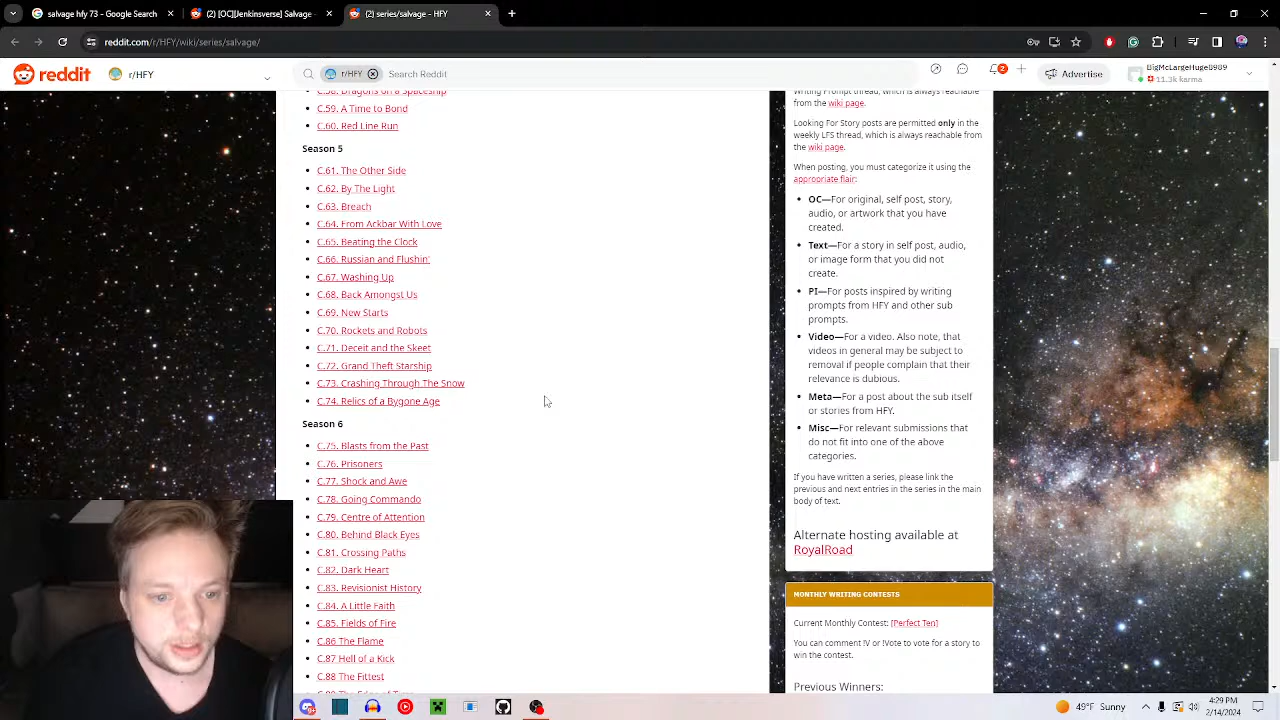 salvage hfy 73 - Google Search
(2) [OC][Jenkinsverse] Salvage -
(2) series/salvage - HFY
reddit.com/r/HFY/wiki/series/salvage/
reddit
r/HFY
r/HFY
Search Reddit
2
Advertise
BigMcLargeHuge8989
11.3k karma
C.58. Dragons on a Spaceship
C.59. A Time to Bond
C.60. Red Line Run
Season 5
C.61. The Other Side
C.62. By The Light
C.63. Breach
C.64. From Ackbar With Love
C.65. Beating the Clock
C.66. Russian and Flushin'
C.67. Washing Up
C.68. Back Amongst Us
C.69. New Starts
C.70. Rockets and Robots
C.71. Deceit and the Skeet
C.72. Grand Theft Starship
C.73. Crashing Through The Snow
C.74. Relics of a Bygone Age
Season 6
C.75. Blasts from the Past
C.76. Prisoners
C.77. Shock and Awe
C.78. Going Commando
C.79. Centre of Attention
C.80. Behind Black Eyes
C.81. Crossing Paths
C.82. Dark Heart
C.83. Revisionist History
C.84. A Little Faith
C.85. Fields of Fire
C.86 The Flame
C.87 Hell of a Kick
C.88 The Fittest
Writing Prompt thread, which is always reachable
from the wiki page.
Looking For Story posts are permitted only in the
weekly LFS thread, which is always reachable from
the wiki page.
When posting, you must categorize it using the
appropriate flair:
OC—For original, self post, story,
audio, or artwork that you have
created.
Text—For a story in self post, audio,
or image form that you did not
create.
PI—For posts inspired by writing
prompts from HFY and other sub
prompts.
Video—For a video. Also note, that
videos in general may be subject to
removal if people complain that their
relevance is dubious.
Meta—For a post about the sub itself
or stories from HFY.
Misc—For relevant submissions that
do not fit into one of the above
categories.
If you have written a series, please link the
previous and next entries in the series in the main
body of text.
Alternate hosting available at
RoyalRoad
MONTHLY WRITING CONTESTS
Current Monthly Contest: [Perfect Ten]
You can comment !V or !Vote to vote for a story to
win the contest.
Previous Winners:
49°F Sunny
4:29 PM
2/14/2024